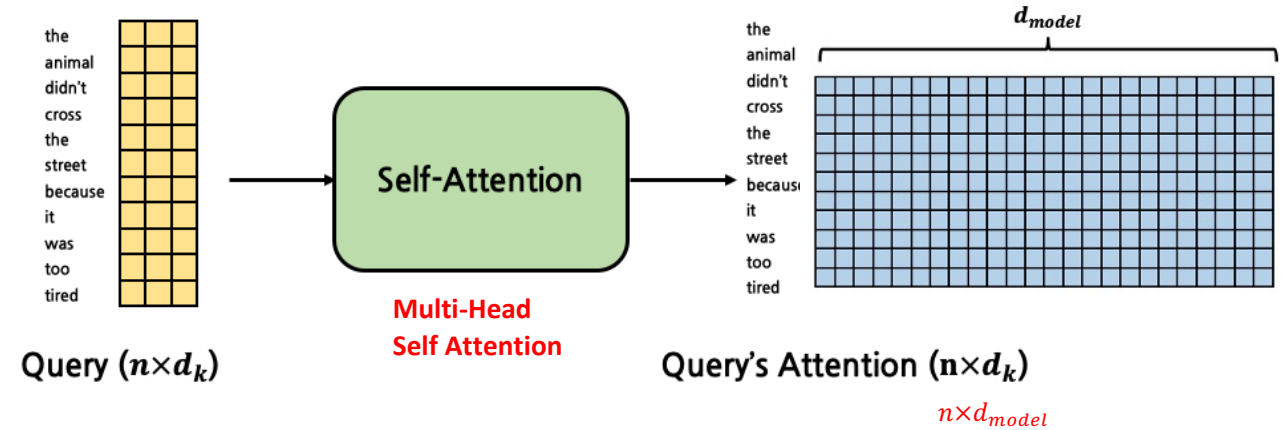 the
animal
didn't
cross
the
street
because
it
was
too
tired
Query (n×d_k)
Self-Attention
Multi-Head
Self Attention
d_model
the
animal
didn't
cross
the
street
becaus
it
was
too
tired
Query's Attention (n×d_k)
n×d_model